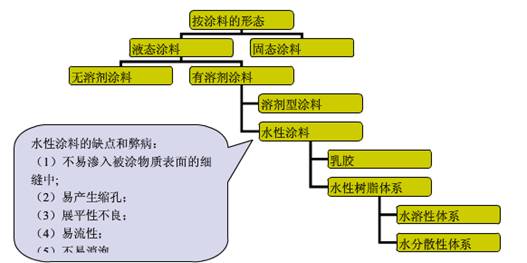 按涂料的形态
液态涂料
固态涂料
无溶剂涂料
有溶剂涂料
溶剂型涂料
水性涂料
乳胶
水性树脂体系
水溶性体系
水分散性体系
水性涂料的缺点和弊病：
（1）不易渗入被涂物质表面的细
缝中;
（2）易产生缩孔;
（3）展平性不良;
（4）易流性;
（5）不易消泡